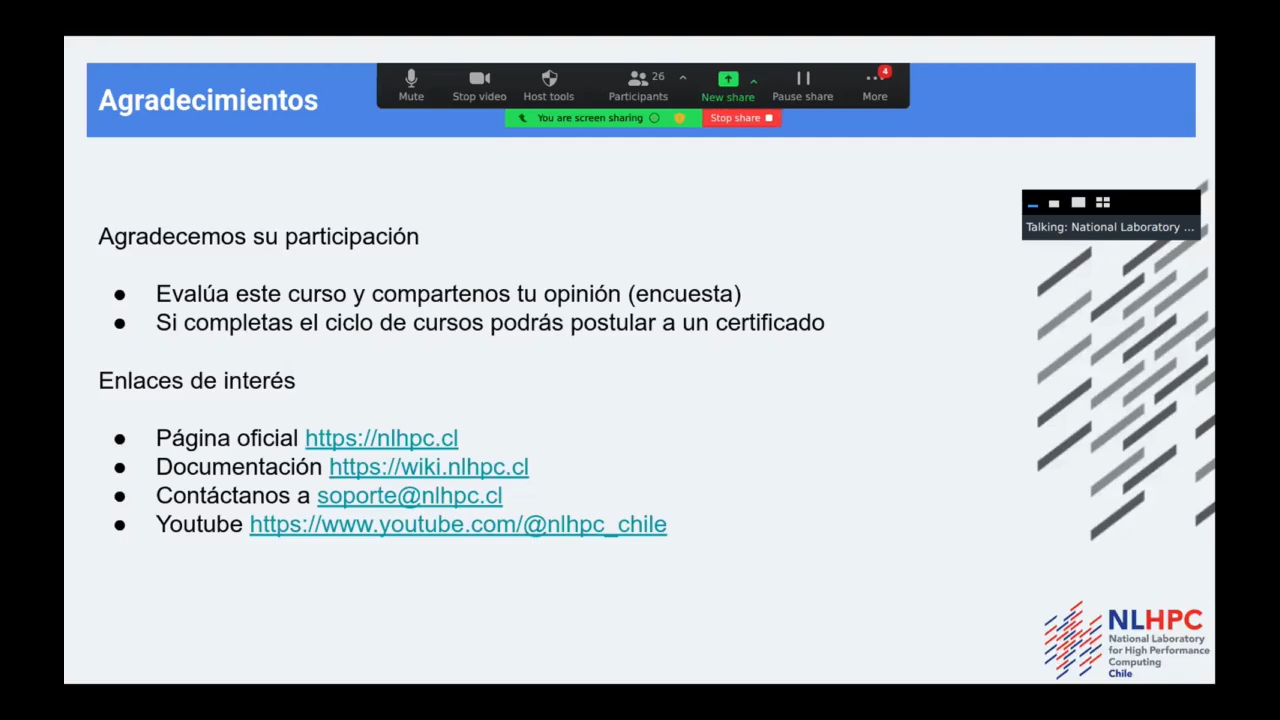 Agradecimientos
Mute
Stop video
Host tools
26
Participants
New share
Pause share
4
More
You are screen sharing
Stop share
Talking: National Laboratory ...
Agradecemos su participación
● Evalúa este curso y compartenos tu opinión (encuesta)
● Si completas el ciclo de cursos podrás postular a un certificado
Enlaces de interés
● Página oficial https://nlhpc.cl
● Documentación https://wiki.nlhpc.cl
● Contáctanos a soporte@nlhpc.cl
● Youtube https://www.youtube.com/@nlhpc_chile
NLHPC
National Laboratory
for High Performance
Computing
Chile